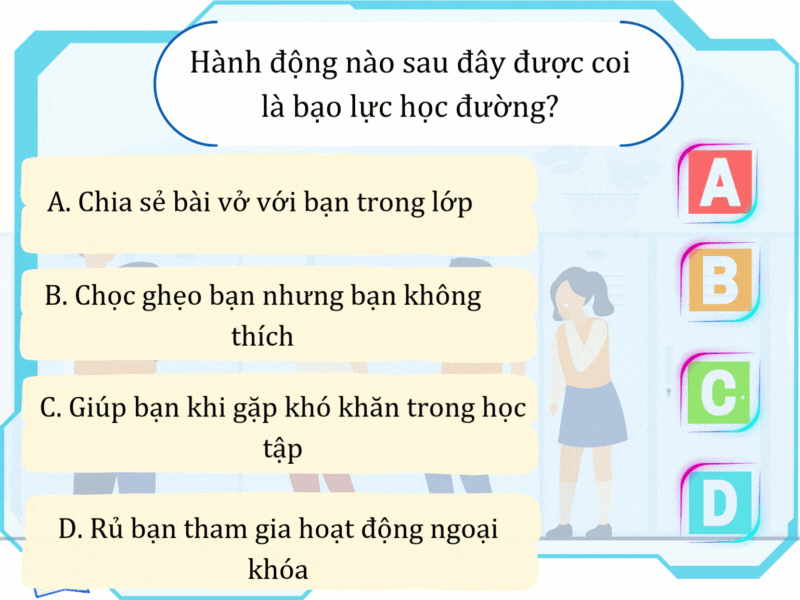 Hành động nào sau đây được coi
là bạo lực học đường?
A. Chia sẻ bài vở với bạn trong lớp
B. Chọc ghẹo bạn nhưng bạn không
thích
C. Giúp bạn khi gặp khó khăn trong học
tập
D. Rủ bạn tham gia hoạt động ngoại
khóa
A
B
C
D